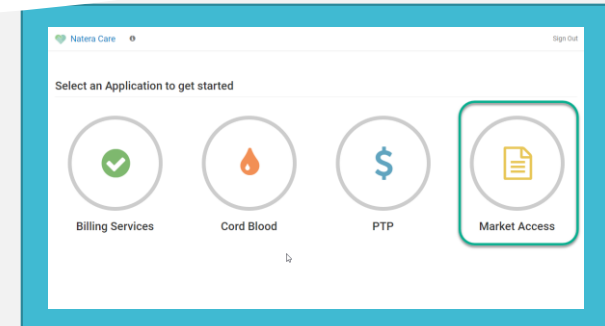 Natera Care
Sign Out
Select an Application to get started
Billing Services
Cord Blood
PTP
Market Access